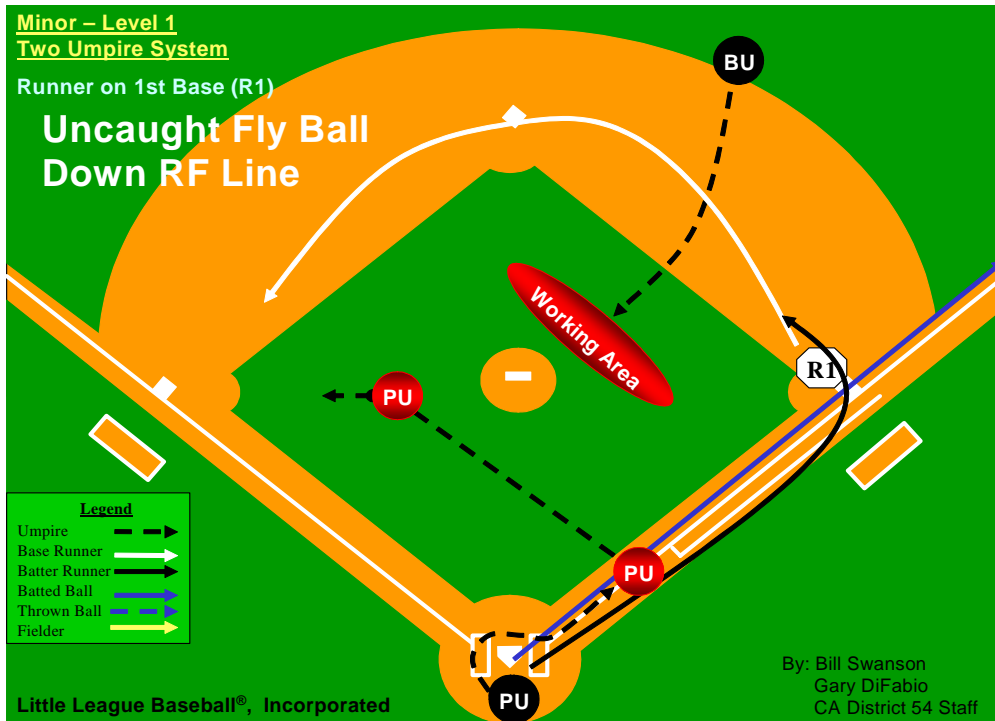 Minor – Level 1
Two Umpire System
Runner on 1st Base (R1)
Uncaught Fly Ball
Down RF Line
BU
Working Area
R1
PU
PU
Legend
Umpire
Base Runner
Batter Runner
Batted Ball
Thrown Ball
Fielder
PU
Little League Baseball®, Incorporated
By: Bill Swanson
Gary DiFabio
CA District 54 Staff